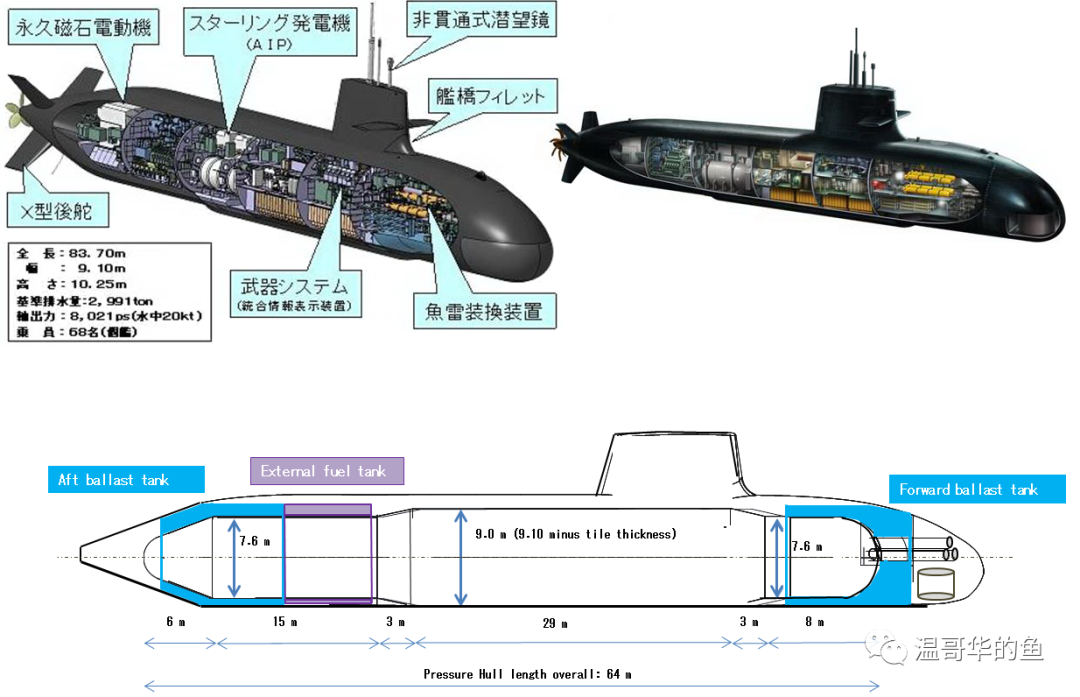 永久磁石電動機
スターリング発電機
(AIP)
非貫通式潜望鏡
艦橋フィレット
X型後舵
全 長：83.70m
幅 ： 9.10m
高 さ：10.25m
基準排水量：2,991ton
軸出力：8,021ps(水中20kt)
乗 員：68名(個艦)
武器システム
(統合情報表示装置)
魚雷装換装置
Aft ballast tank
External fuel tank
Forward ballast tank
7.6 m
9.0 m (9.10 minus tile thickness)
7.6 m
6 m
15 m
3 m
29 m
3 m
8 m
Pressure Hull length overall: 64 m
温哥华的鱼